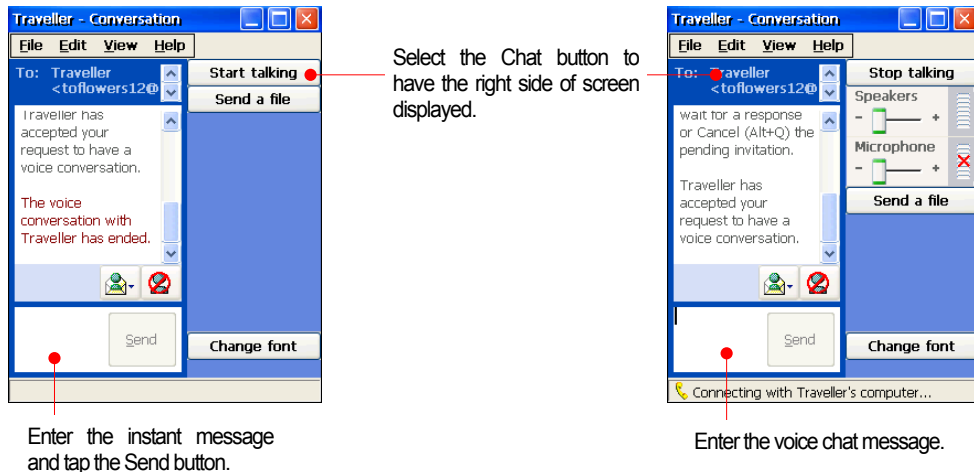 Traveller - Conversation
File Edit View Help
To: Traveller
<toflowers12@
Start talking
Send a file
Traveller has
accepted your
request to have a
voice conversation.
The voice
conversation with
Traveller has ended.
Send
Change font
Enter the instant message
and tap the Send button.
Select the Chat button to
have the right side of screen
displayed.
Traveller - Conversation
File Edit View Help
To: Traveller
<toflowers12@
Stop talking
Speakers
- +
Microphone
- +
Send a file
wait for a response
or Cancel (Alt+Q) the
pending invitation.
Traveller has
accepted your
request to have a
voice conversation.
Send
Change font
Connecting with Traveller's computer...
Enter the voice chat message.